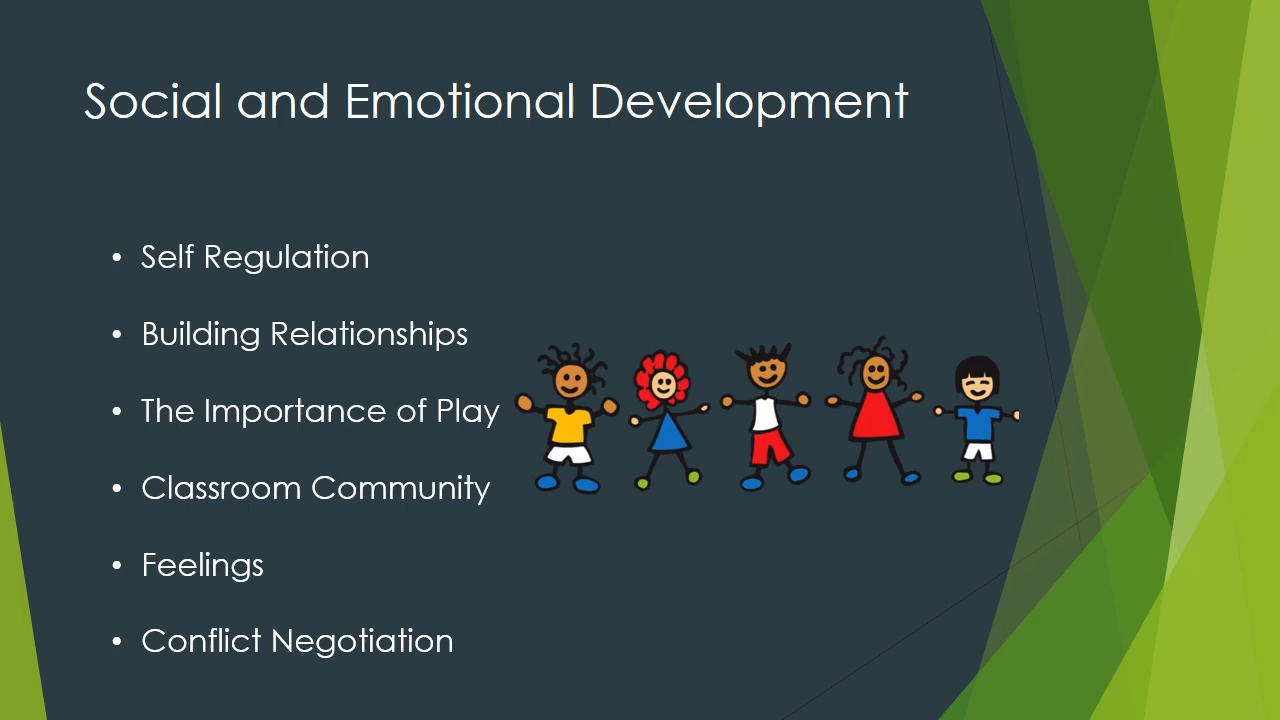 Social and Emotional Development
• Self Regulation
• Building Relationships
• The Importance of Play
• Classroom Community
• Feelings
• Conflict Negotiation